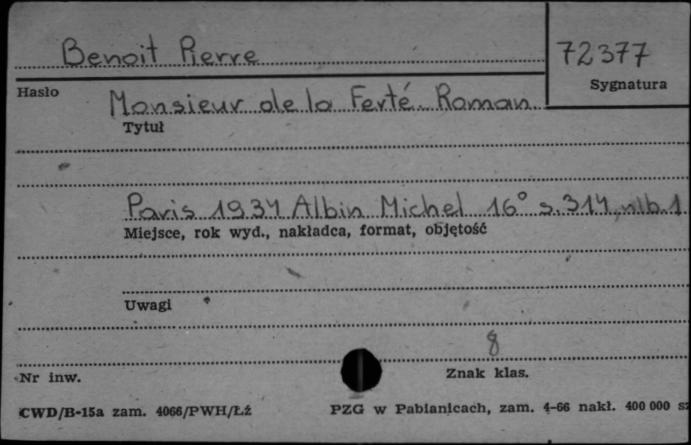 Benoit Pierre
72377
Hasło
Sygnatura
Monsieur de la Ferté. Roman
Tytuł
Paris 1934 Albin Michel 16° s. 314, nlb. 1
Miejsce, rok wyd., nakładca, format, objętość
Uwagi
8
Nr inw.
Znak klas.
CWD/B-15a zam. 4066/PWH/Łź
PZG w Pabianicach, zam. 4-66 nakł. 400 000 sz